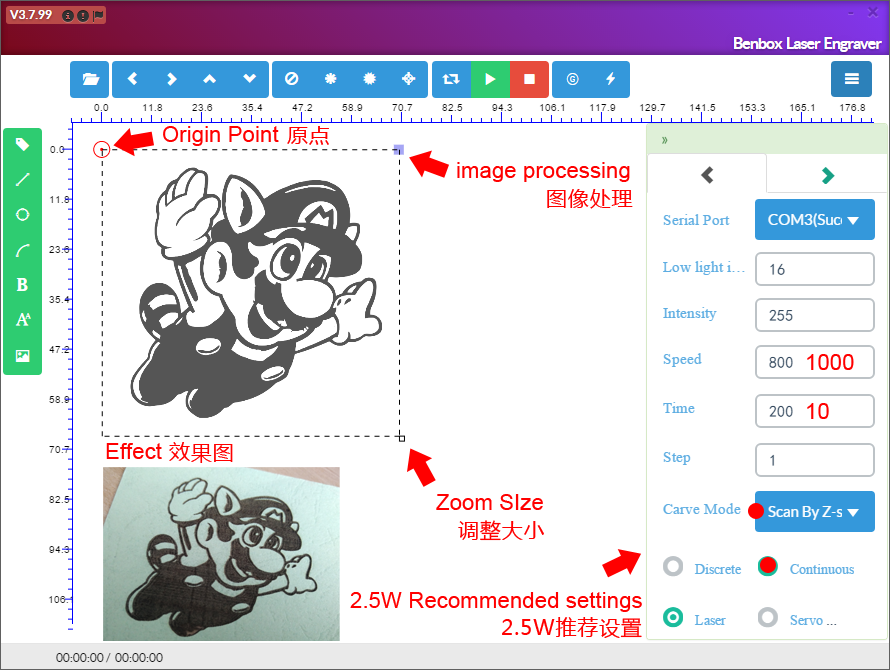 V3.7.99
Benbox Laser Engraver
0.0 11.8 23.6 35.4 47.2 58.9 70.7 82.5 94.3 106.1 117.9 129.7 141.5 153.3 165.1 176.8
0.0
11.8
23.6
35.4
47.2
58.9
70.7
82.5
94.3
106.
B
AA
Origin Point 原点
image processing
图像处理
Effect 效果图
Zoom SIze
调整大小
2.5W Recommended settings
2.5W推荐设置
»
Serial Port COM3(Suc
Low light i... 16
Intensity 255
Speed 800 1000
Time 200 10
Step 1
Carve Mode Scan By Z-s
Discrete Continuous
Laser Servo ...
00:00:00 / 00:00:00